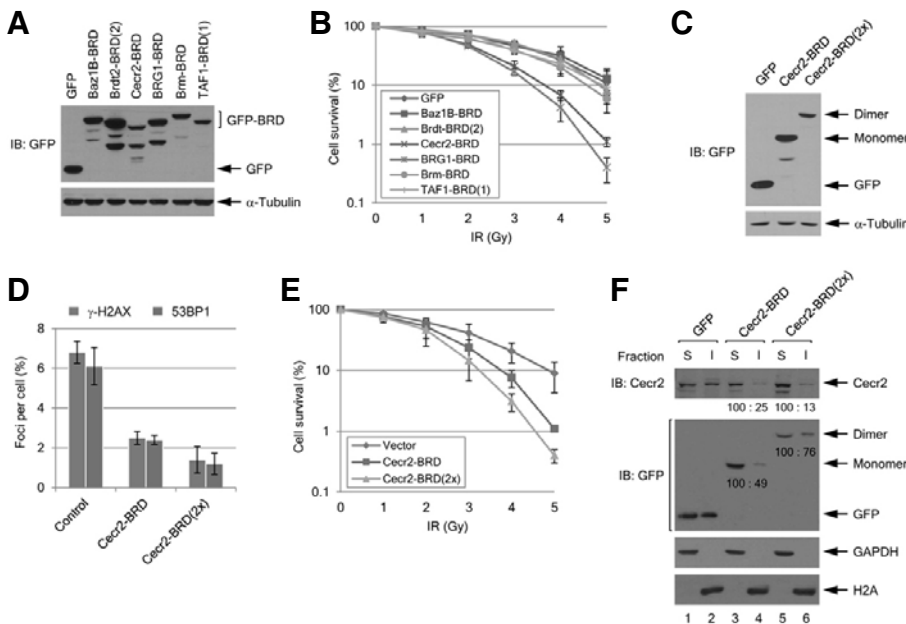 A
GFP
Baz1B-BRD
Brdt2-BRD(2)
Cecr2-BRD
BRG1-BRD
Brm-BRD
TAF1-BRD(1)
IB: GFP
GFP-BRD
GFP
α-Tubulin
B
Cell survival (%)
100
10
1
0.1
GFP
Baz1B-BRD
Brdt-BRD(2)
Cecr2-BRD
BRG1-BRD
Brm-BRD
TAF1-BRD(1)
0 1 2 3 4 5
IR (Gy)
C
GFP
Cecr2-BRD
Cecr2-BRD(2x)
IB: GFP
Dimer
Monomer
GFP
α-Tubulin
D
γ-H2AX 53BP1
Foci per cell (%)
8
6
4
2
0
Control
Cecr2-BRD
Cecr2-BRD(2x)
E
Cell survival (%)
100
10
1
0.1
Vector
Cecr2-BRD
Cecr2-BRD(2x)
0 1 2 3 4 5
IR (Gy)
F
GFP
Cecr2-BRD
Cecr2-BRD(2x)
Fraction S I S I S I
IB: Cecr2
Cecr2
100 : 25 100 : 13
IB: GFP
Dimer
100 : 76
Monomer
100 : 49
GFP
GAPDH
H2A
1 2 3 4 5 6